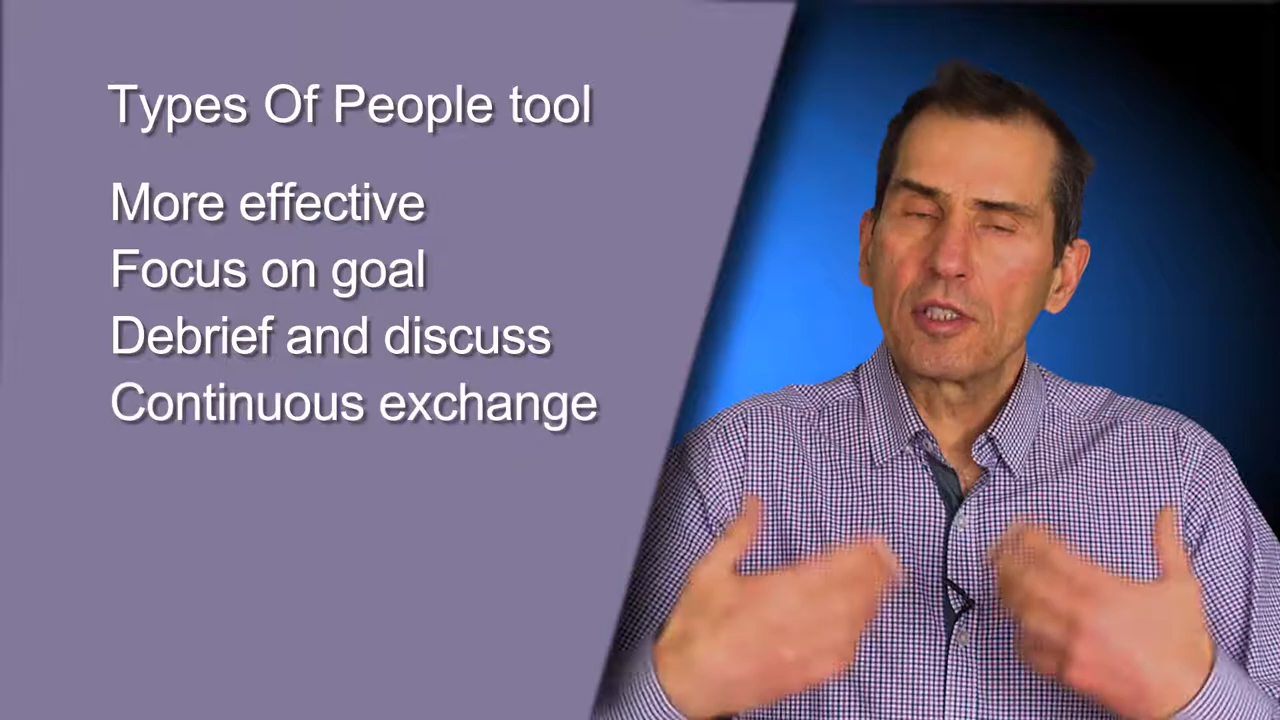 Types Of People tool
More effective
Focus on goal
Debrief and discuss
Continuous exchange